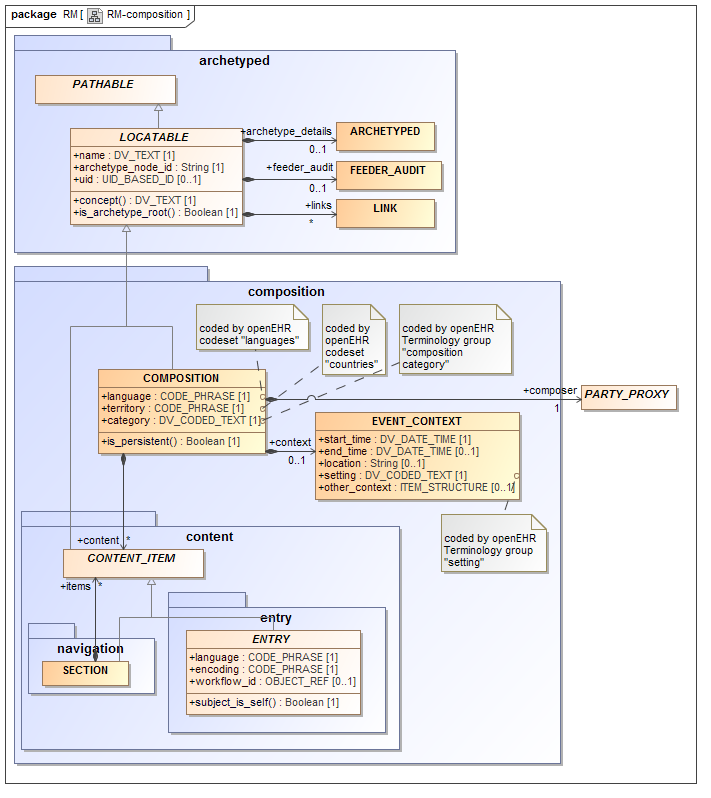 package RM [ RM-composition ]
archetyped
PATHABLE
LOCATABLE
+name : DV_TEXT [1]
+archetype_node_id : String [1]
+uid : UID_BASED_ID [0..1]
+concept() : DV_TEXT [1]
+is_archetype_root() : Boolean [1]
+archetype_details
0..1
ARCHETYPED
+feeder_audit
0..1
FEEDER_AUDIT
+links
*
LINK
composition
coded by openEHR
codeset "languages"
coded by
openEHR
codeset
"countries"
coded by openEHR
Terminology group
"composition
category"
COMPOSITION
+language : CODE_PHRASE [1]
+territory : CODE_PHRASE [1]
+category : DV_CODED_TEXT [1]
+is_persistent() : Boolean [1]
+composer
1
PARTY_PROXY
+context
0..1
EVENT_CONTEXT
+start_time : DV_DATE_TIME [1]
+end_time : DV_DATE_TIME [0..1]
+location : String [0..1]
+setting : DV_CODED_TEXT [1]
+other_context : ITEM_STRUCTURE [0..1]
coded by openEHR
Terminology group
"setting"
content
+content *
CONTENT_ITEM
+items *
navigation
SECTION
entry
ENTRY
+language : CODE_PHRASE [1]
+encoding : CODE_PHRASE [1]
+workflow_id : OBJECT_REF [0..1]
+subject_is_self() : Boolean [1]